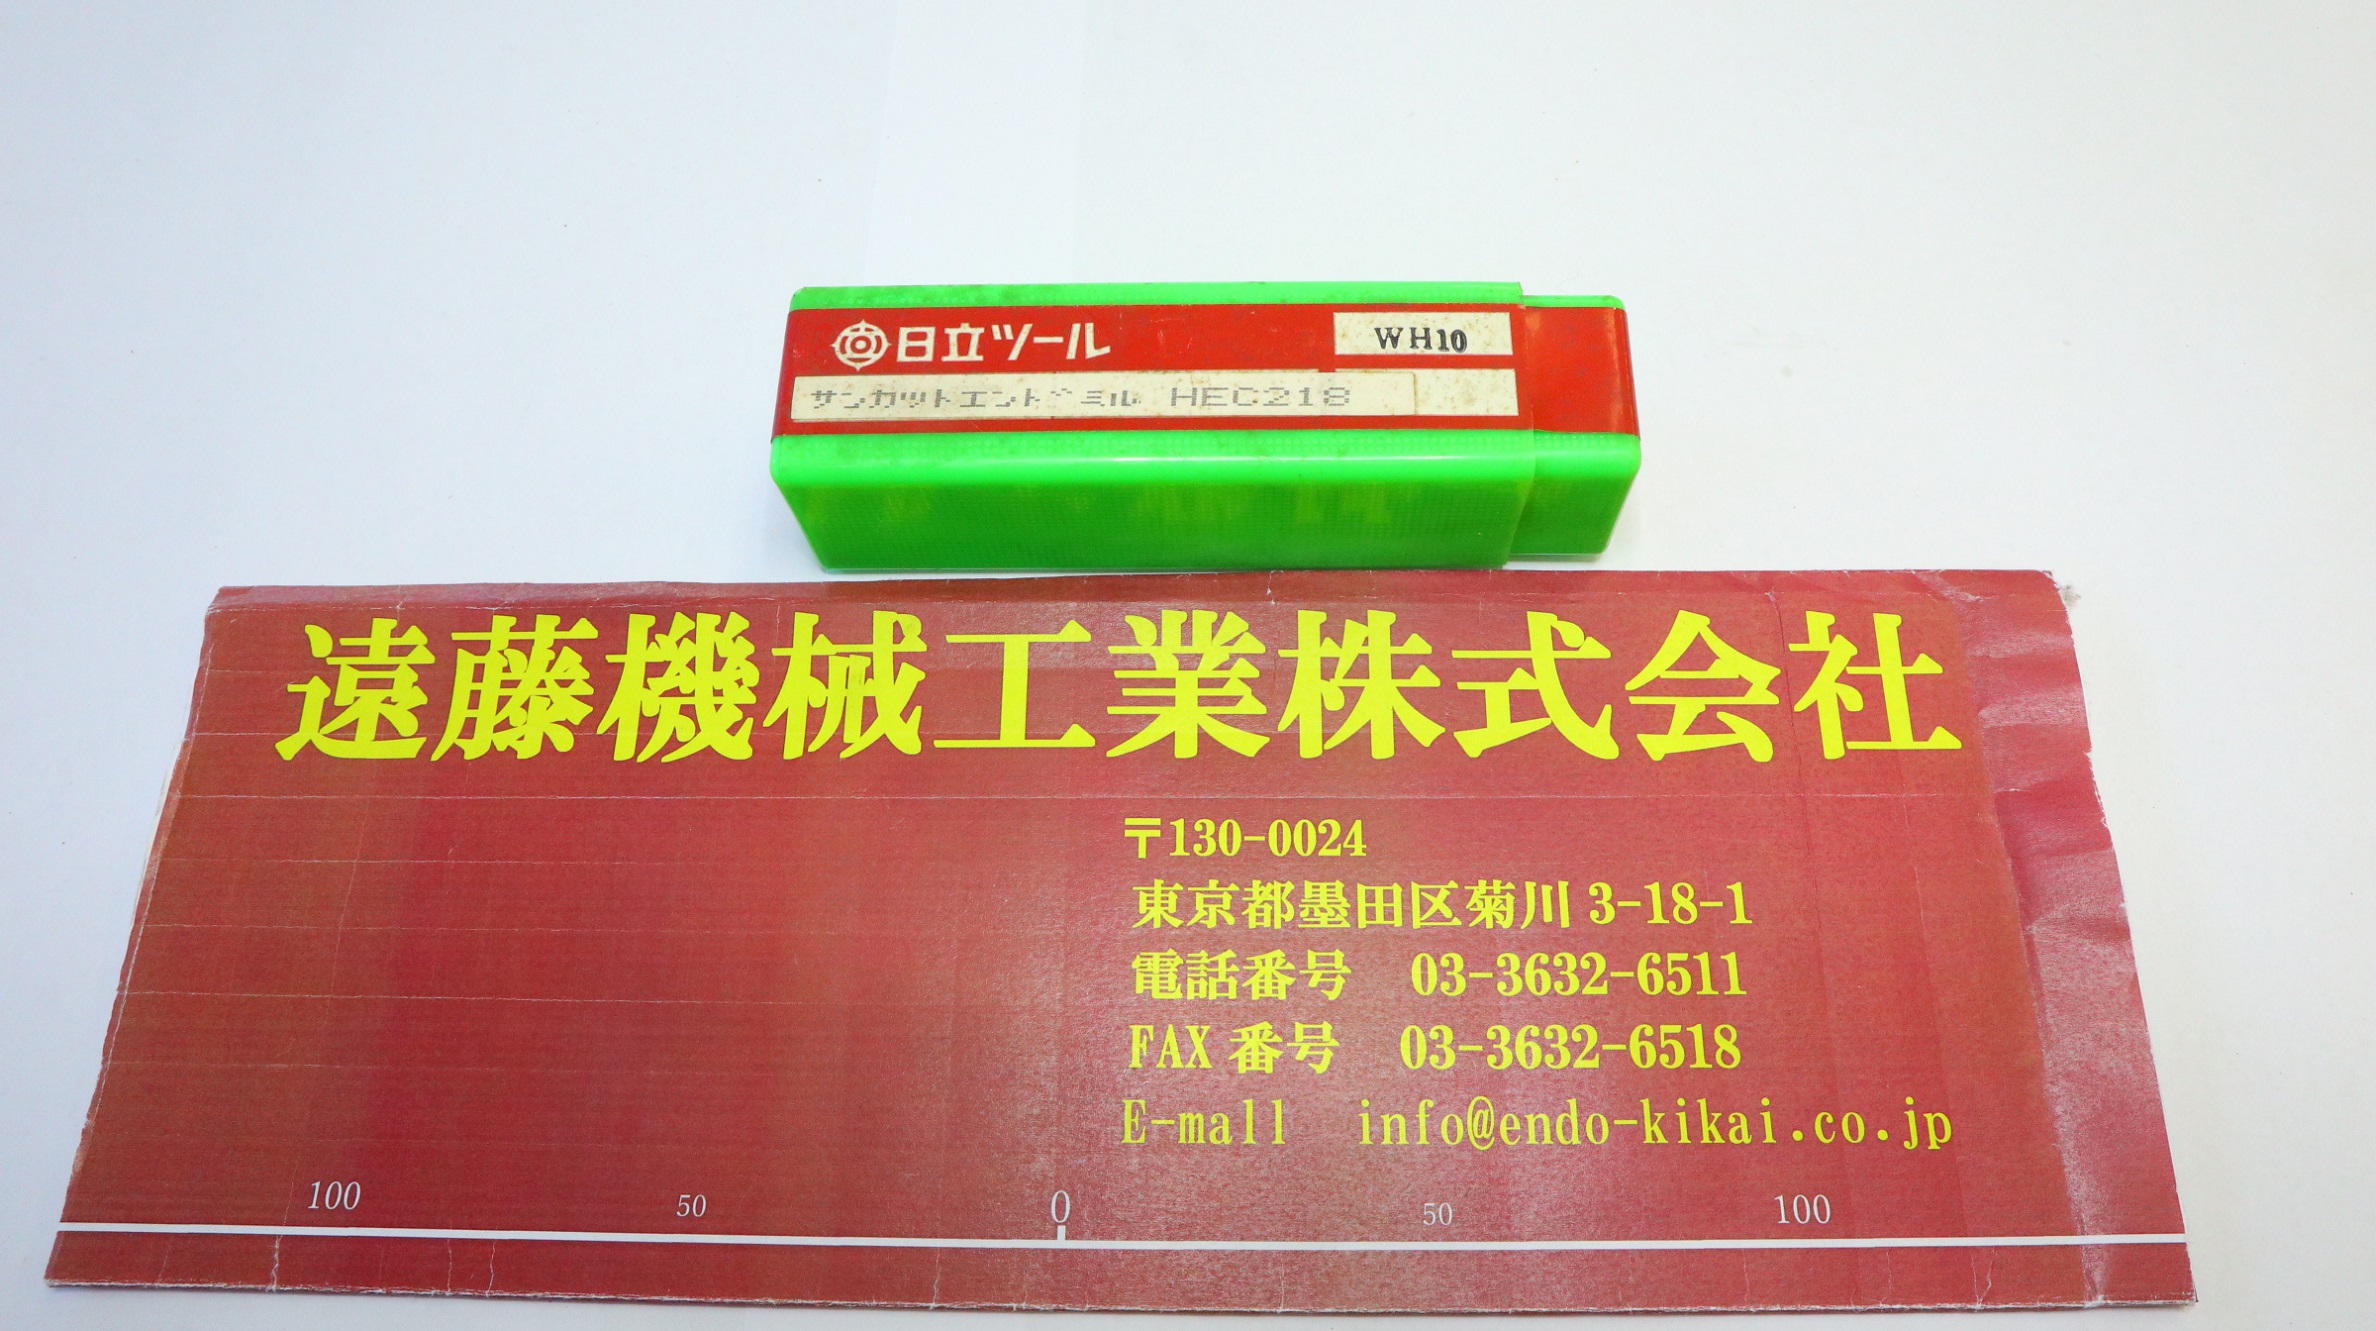 日立ツール
WH10
サンカットエンドミル HEC218
遠藤機械工業株式会社
〒130-0024
東京都墨田区菊川 3-18-1
電話番号 03-3632-6511
FAX 番号 03-3632-6518
E-mall info@endo-kikai.co.jp
100 50 0 50 100